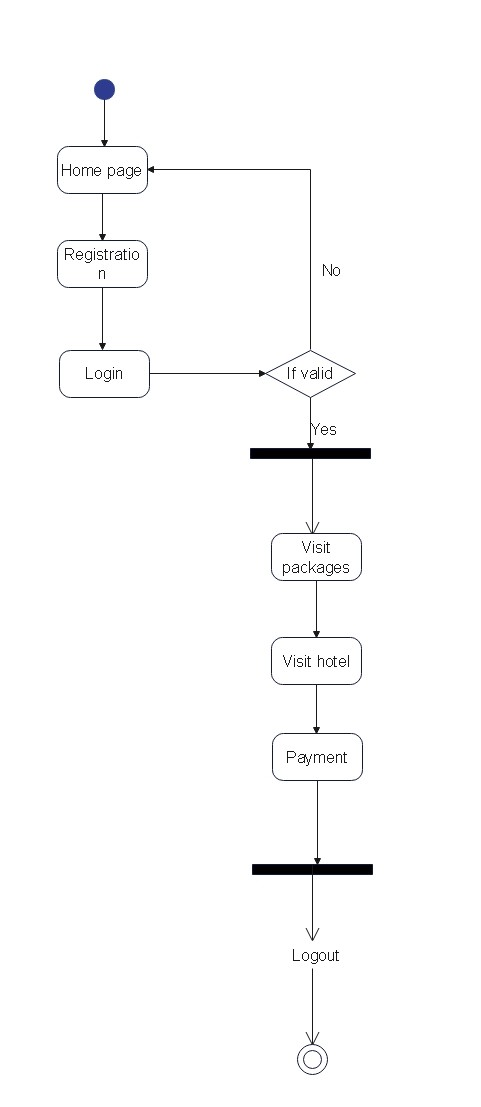 Home page
Registratio
n
No
Login
If valid
Yes
Visit
packages
Visit hotel
Payment
Logout